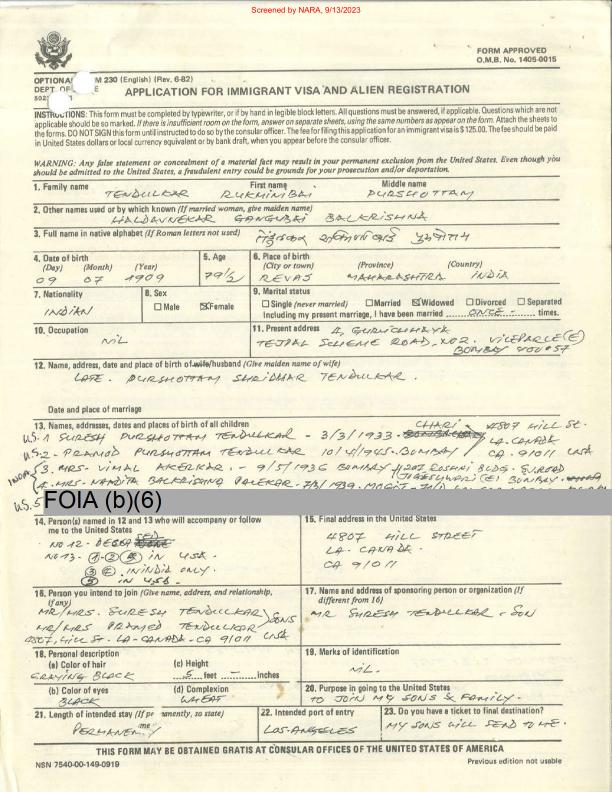 Screened by NARA, 9/13/2023
FORM APPROVED
O.M.B. No. 1405-0015
OPTIONAL M 230 (English) (Rev. 6-82)
DEPT. OF
APPLICATION FOR IMMIGRANT VISA AND ALIEN REGISTRATION
INSTRUCTIONS: This form must be completed by typewriter, or if by hand in legible block letters. All questions must be answered, if applicable. Questions which are not
applicable should be so marked. If there is insufficient room on the form, answer on separate sheets, using the same numbers as appear on the form. Attach the sheets to
the forms. DO NOT SIGN this form until instructed to do so by the consular officer. The fee for filing this application for an immigrant visa is $ 125.00. The fee should be paid
in United States dollars or local currency equivalent or by bank draft, when you appear before the consular officer.
WARNING: Any false statement or concealment of a material fact may result in your permanent exclusion from the United States. Even though you
should be admitted to the United States, a fraudulent entry could be grounds for your prosecution and/or deportation.
1. Family name First name Middle name
TENDULKAR RUKMINIBAI PURSHOTTAM
2. Other names used or by which known (If married woman, give maiden name)
HALDAVNEKAR GANGUBAI BALKRISHNA
3. Full name in native alphabet (If Roman letters not used)
4. Date of birth 5. Age 6. Place of birth
(Day) (Month) (Year) (City or town) (Province) (Country)
09 07 1909 79 1/2 REVAS MAHARASHTRA INDIA
7. Nationality 8. Sex 9. Marital status
INDIAN ☐ Male ☒ Female ☐ Single (never married) ☐ Married ☒ Widowed ☐ Divorced ☐ Separated
Including my present marriage, I have been married ONCE times.
10. Occupation 11. Present address 4, GURUCHHAYA
NIL TEJPAL SCHEME ROAD, NO 2. VILEPARLE (E)
BOMBAY 400057
12. Name, address, date and place of birth of wife/husband (Give maiden name of wife)
LATE. PURSHOTTAM SHRIDHAR TENDULKAR.
Date and place of marriage
13. Names, addresses, dates and places of birth of all children
U.S. 1 SURESH PURSHOTTAM TENDULKAR - 3/3/1933 CHARI 4807 HILL ST.
LA-CANADA
U.S. 2- PRAMOD PURSHOTTAM TENDULKAR 10/4/1945-BOMBAY CA. 91011 USA
INDIA 3. MRS. VIMAL AKERKAR. - 9/5/1936 BOMBAY ROSHNI BLDG.
4. MRS. NANDITA BALKRISHNA PALEKAR- JOGESHWARI (E) BOMBAY.
U.S. 5 FOIA (b)(6)
14. Person(s) named in 12 and 13 who will accompany or follow
me to the United States
NO 12- DECEASED
NO 13- ① ② ⑤ IN USA.
③ ④ IN INDIA ONLY.
⑤ IN USA.
15. Final address in the United States
4807 HILL STREET
LA-CANADA.
CA 91011
16. Person you intend to join (Give name, address, and relationship,
if any)
MR/MRS. SURESH TENDULKAR
MR/MRS PRAMOD TENDULKAR SONS
4807, HILL ST. LA-CANADA-CA 91011 USA
17. Name and address of sponsoring person or organization (If
different from 16)
MR SURESH TENDULKAR - SON
18. Personal description
(a) Color of hair (c) Height
GRAYING BLACK 5 feet - inches
(b) Color of eyes (d) Complexion
BLACK WHEAT
19. Marks of identification
NIL.
20. Purpose in going to the United States
TO JOIN MY SONS & FAMILY.
21. Length of intended stay (If permanently, so state)
PERMANENT
22. Intended port of entry
LOS-ANGELES
23. Do you have a ticket to final destination?
MY SONS WILL SEND TO ME.
THIS FORM MAY BE OBTAINED GRATIS AT CONSULAR OFFICES OF THE UNITED STATES OF AMERICA
NSN 7540-00-149-0919 Previous edition not usable